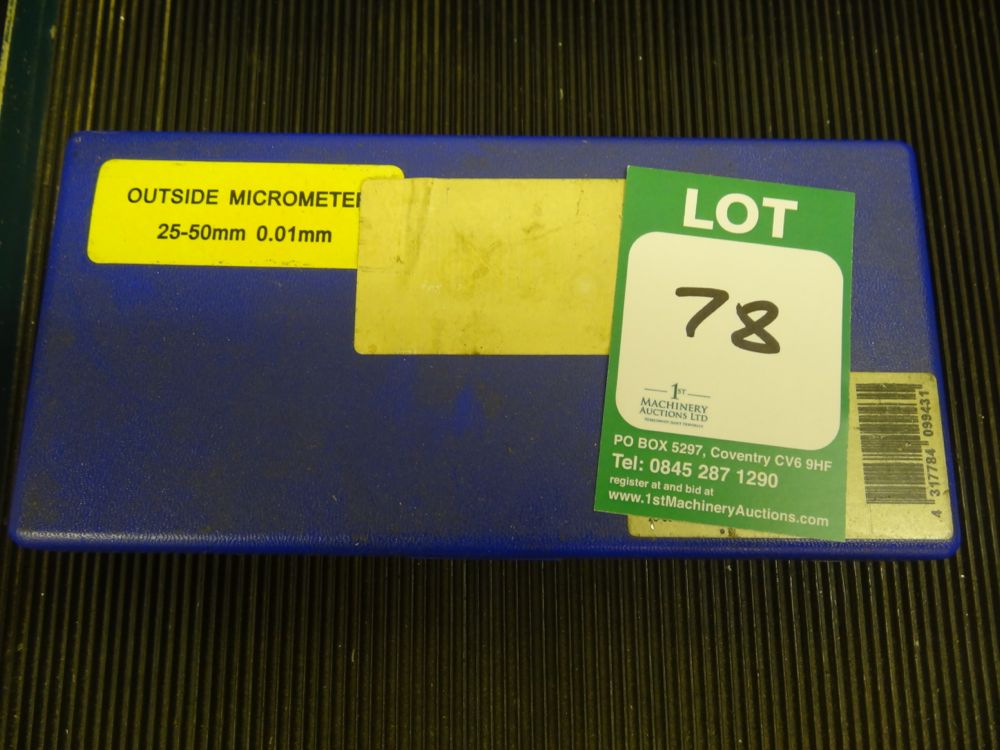 OUTSIDE MICROMETER
25-50mm 0.01mm
LOT
78
1ST
MACHINERY
AUCTIONS LTD
PO BOX 5297, Coventry CV6 9HF
Tel: 0845 287 1290
register at and bid at
www.1stMachineryAuctions.com
4 317784 099431